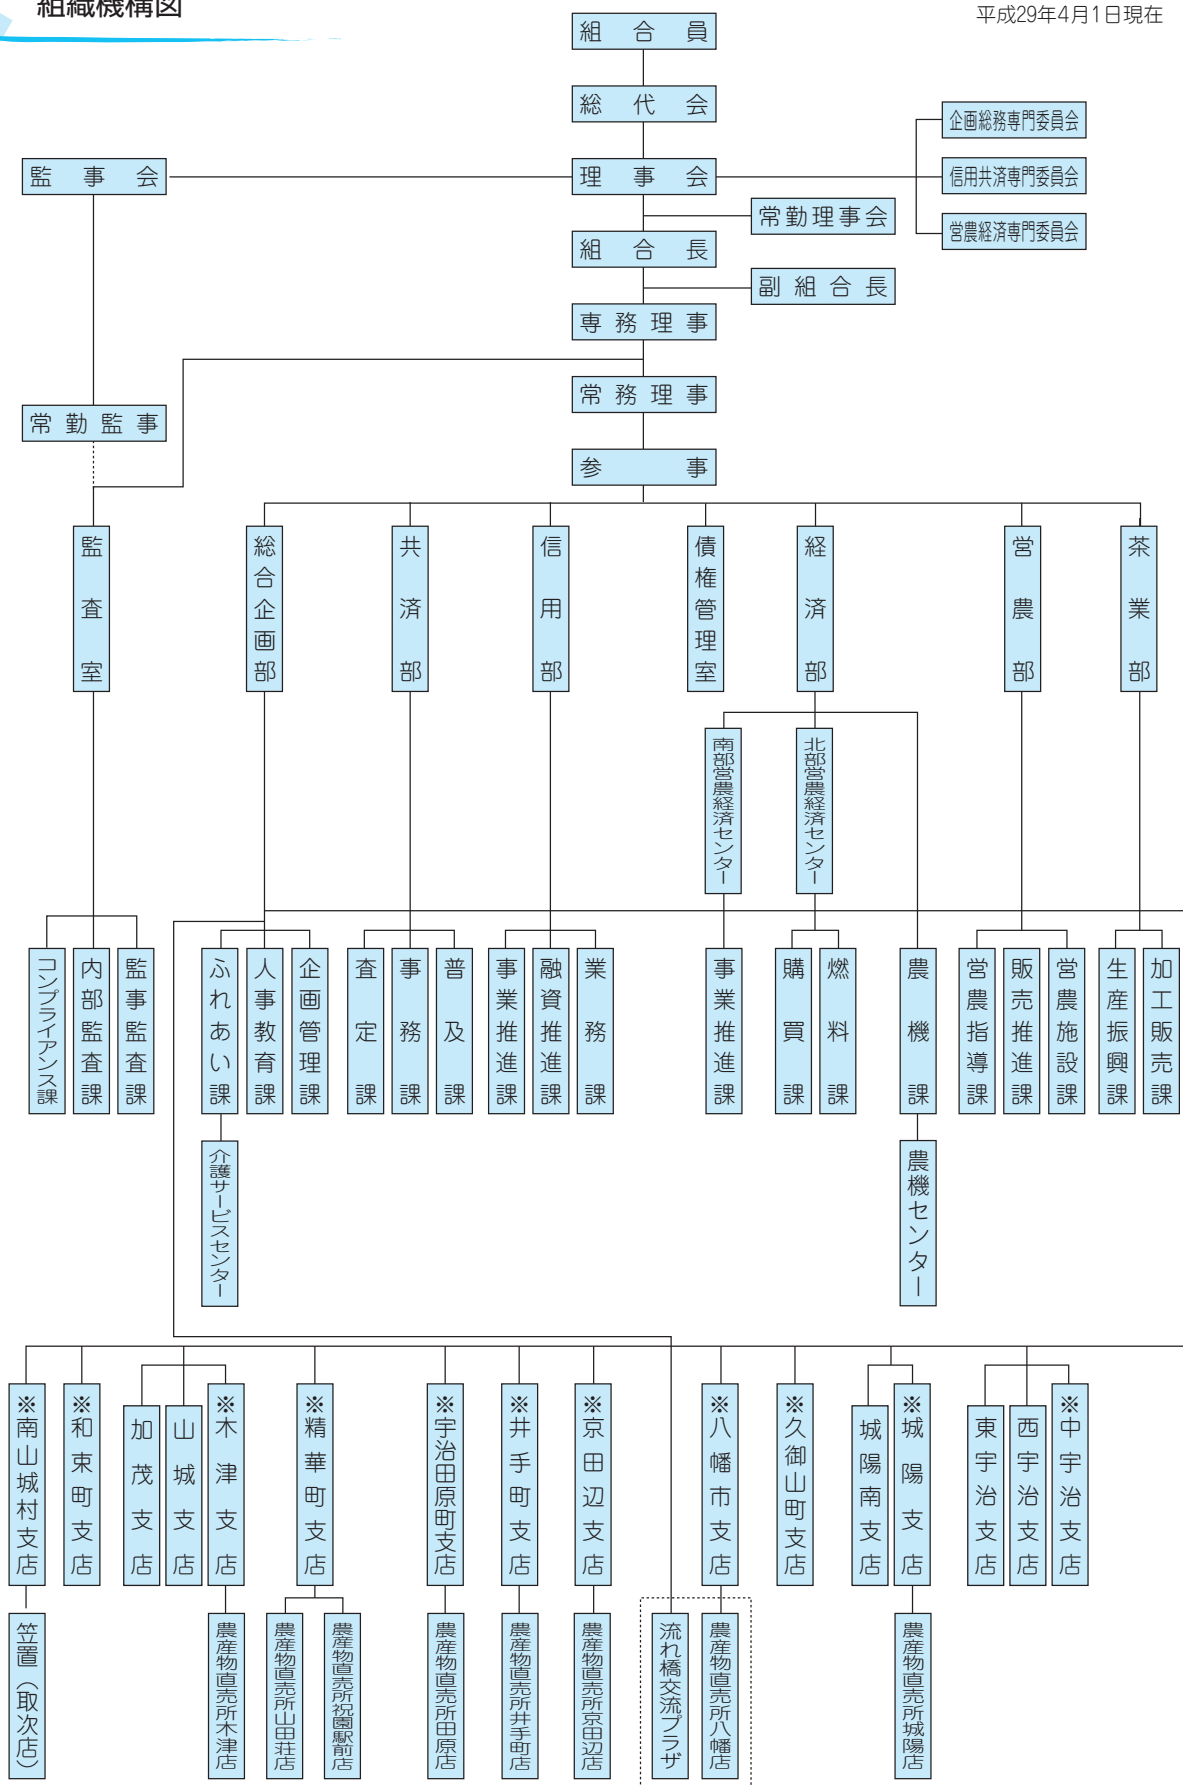 組織機構図
平成29年4月1日現在
組合員
総代会
企画総務専門委員会
監事会
理事会
信用共済専門委員会
常勤理事会
営農経済専門委員会
組合長
副組合長
専務理事
常務理事
常勤監事
参事
監査室
総合企画部
共済部
信用部
債権管理室
経済部
営農部
茶業部
南部営農経済センター
北部営農経済センター
コンプライアンス課
内部監査課
監事監査課
ふれあい課
人事教育課
企画管理課
査定課
事務課
普及課
事業推進課
融資推進課
業務課
事業推進課
購買課
燃料課
農機課
営農指導課
販売推進課
営農施設課
生産振興課
加工販売課
介護サービスセンター
農機センター
※南山城村支店
※和束町支店
加茂支店
山城支店
※木津支店
※精華町支店
※宇治田原町支店
※井手町支店
※京田辺支店
※八幡市支店
※久御山町支店
城陽南支店
※城陽支店
東宇治支店
西宇治支店
※中宇治支店
笠置（取次店）
農産物直売所木津店
農産物直売所山田荘店
農産物直売所祝園駅前店
農産物直売所田原店
農産物直売所井手町店
農産物直売所京田辺店
流れ橋交流プラザ
農産物直売所八幡店
農産物直売所城陽店